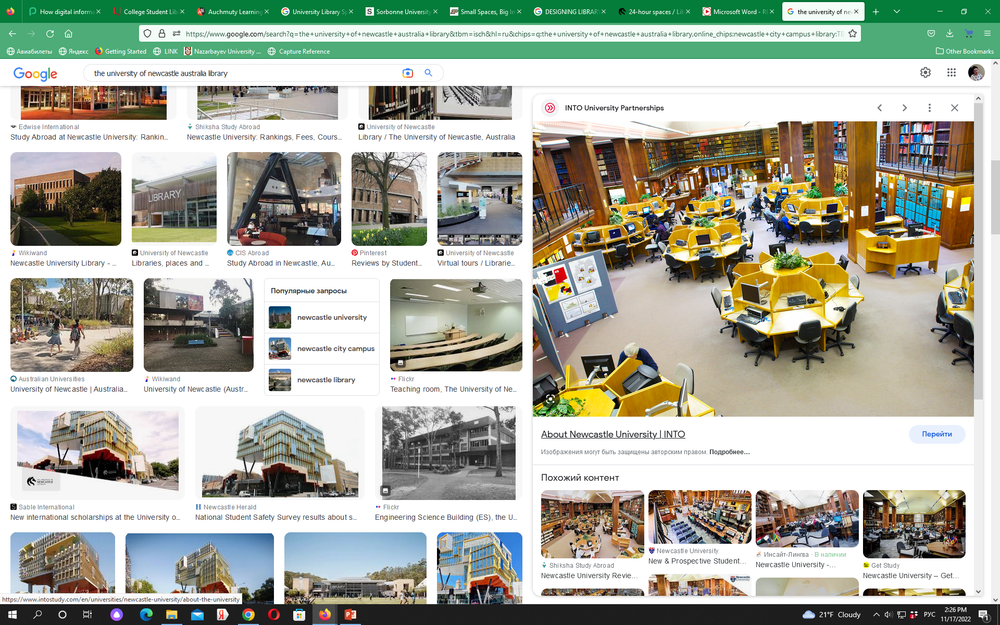 How digital informa
College Student Lib
Auchmuty Learning
University Library Sp
Sorbonne University
Small Spaces, Big Im
DESIGNING LIBRARY
24-hour spaces / Lib
Microsoft Word - RE
the university of new
https://www.google.com/search?q=the+university+of+newcastle+australia+library&tbm=isch&hl=ru&chips=q:the+university+of+newcastle+australia+library,online_chips:newcastle+city+campus+library:T8
Авиабилеты
Яндекс
Getting Started
LINK
Nazarbayev University ...
Capture Reference
Other Bookmarks
Google
the university of newcastle australia library
Edwise International
Study Abroad at Newcastle University: Rankin...
Shiksha Study Abroad
Newcastle University: Rankings, Fees, Cours...
University of Newcastle
Library / The University of Newcastle, Australia
LIBRARY
Newcastle University
Wikiwand
Newcastle University Library - ...
University of Newcastle
Libraries, places and ...
CIS Abroad
Study Abroad in Newcastle, Au...
Pinterest
Reviews by Student...
University of Newcastle
Virtual tours / Librarie...
Популярные запросы
newcastle university
newcastle city campus
newcastle library
Australian Universities
University of Newcastle | Australia...
Wikiwand
University of Newcastle (Austr...
Flickr
Teaching room, The University of Ne...
NEWCASTLE
Sable International
New international scholarships at the University o...
Newcastle Herald
National Student Safety Survey results about s...
Flickr
Engineering Science Building (ES), the U...
LIBRARY
https://www.intostudy.com/en/universities/newcastle-university/about-the-university
INTO University Partnerships
About Newcastle University | INTO
Перейти
Изображения могут быть защищены авторским правом. Подробнее...
Похожий контент
Shiksha Study Abroad
Newcastle University Revie...
Newcastle University
New & Prospective Student...
Инсайт-Лингва · В наличии
Newcastle University -...
Get Study
Newcastle University – Get...
Newcastle University
21°F Cloudy
РУС
2:26 PM
11/17/2022
1